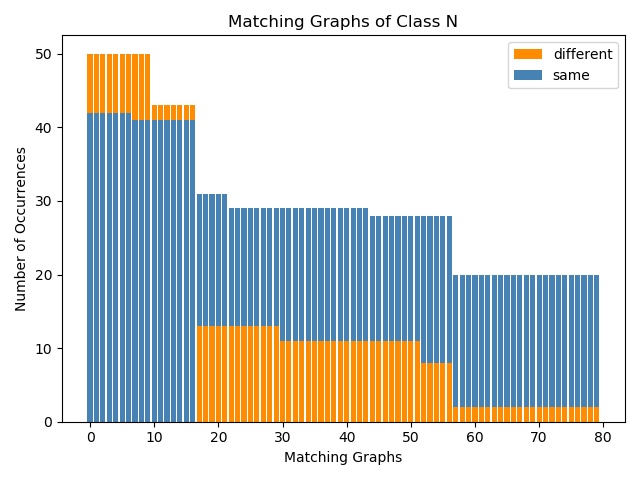 Matching Graphs of Class N
different
same
Number of Occurrences
50
40
30
20
10
0
0 10 20 30 40 50 60 70 80
Matching Graphs